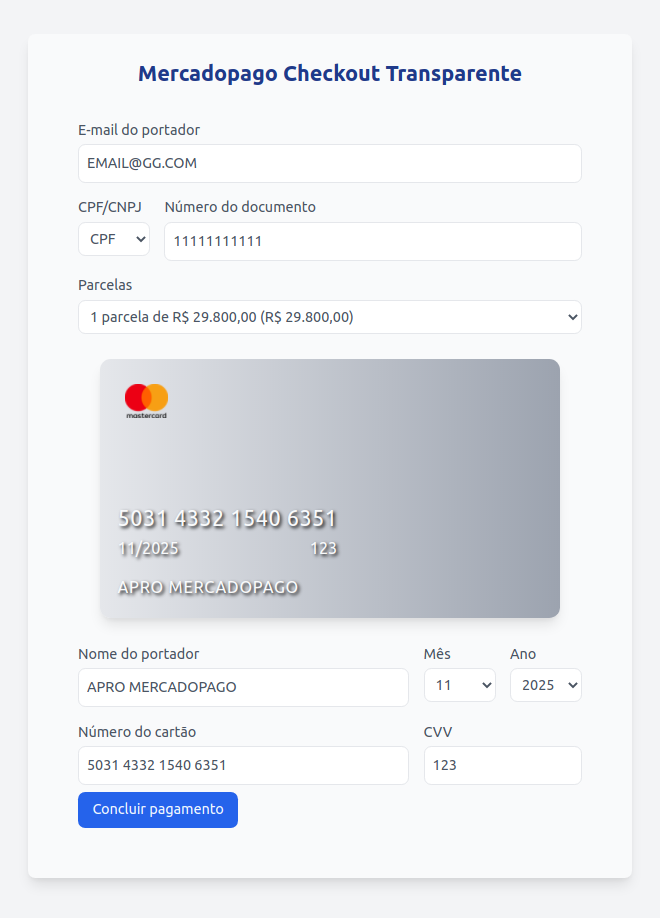 Mercadopago Checkout Transparente
E-mail do portador
EMAIL@GG.COM
CPF/CNPJ Número do documento
CPF 11111111111
Parcelas
1 parcela de R$ 29.800,00 (R$ 29.800,00)
mastercard
5031 4332 1540 6351
11/2025 123
APRO MERCADOPAGO
Nome do portador Mês Ano
APRO MERCADOPAGO 11 2025
Número do cartão CVV
5031 4332 1540 6351 123
Concluir pagamento